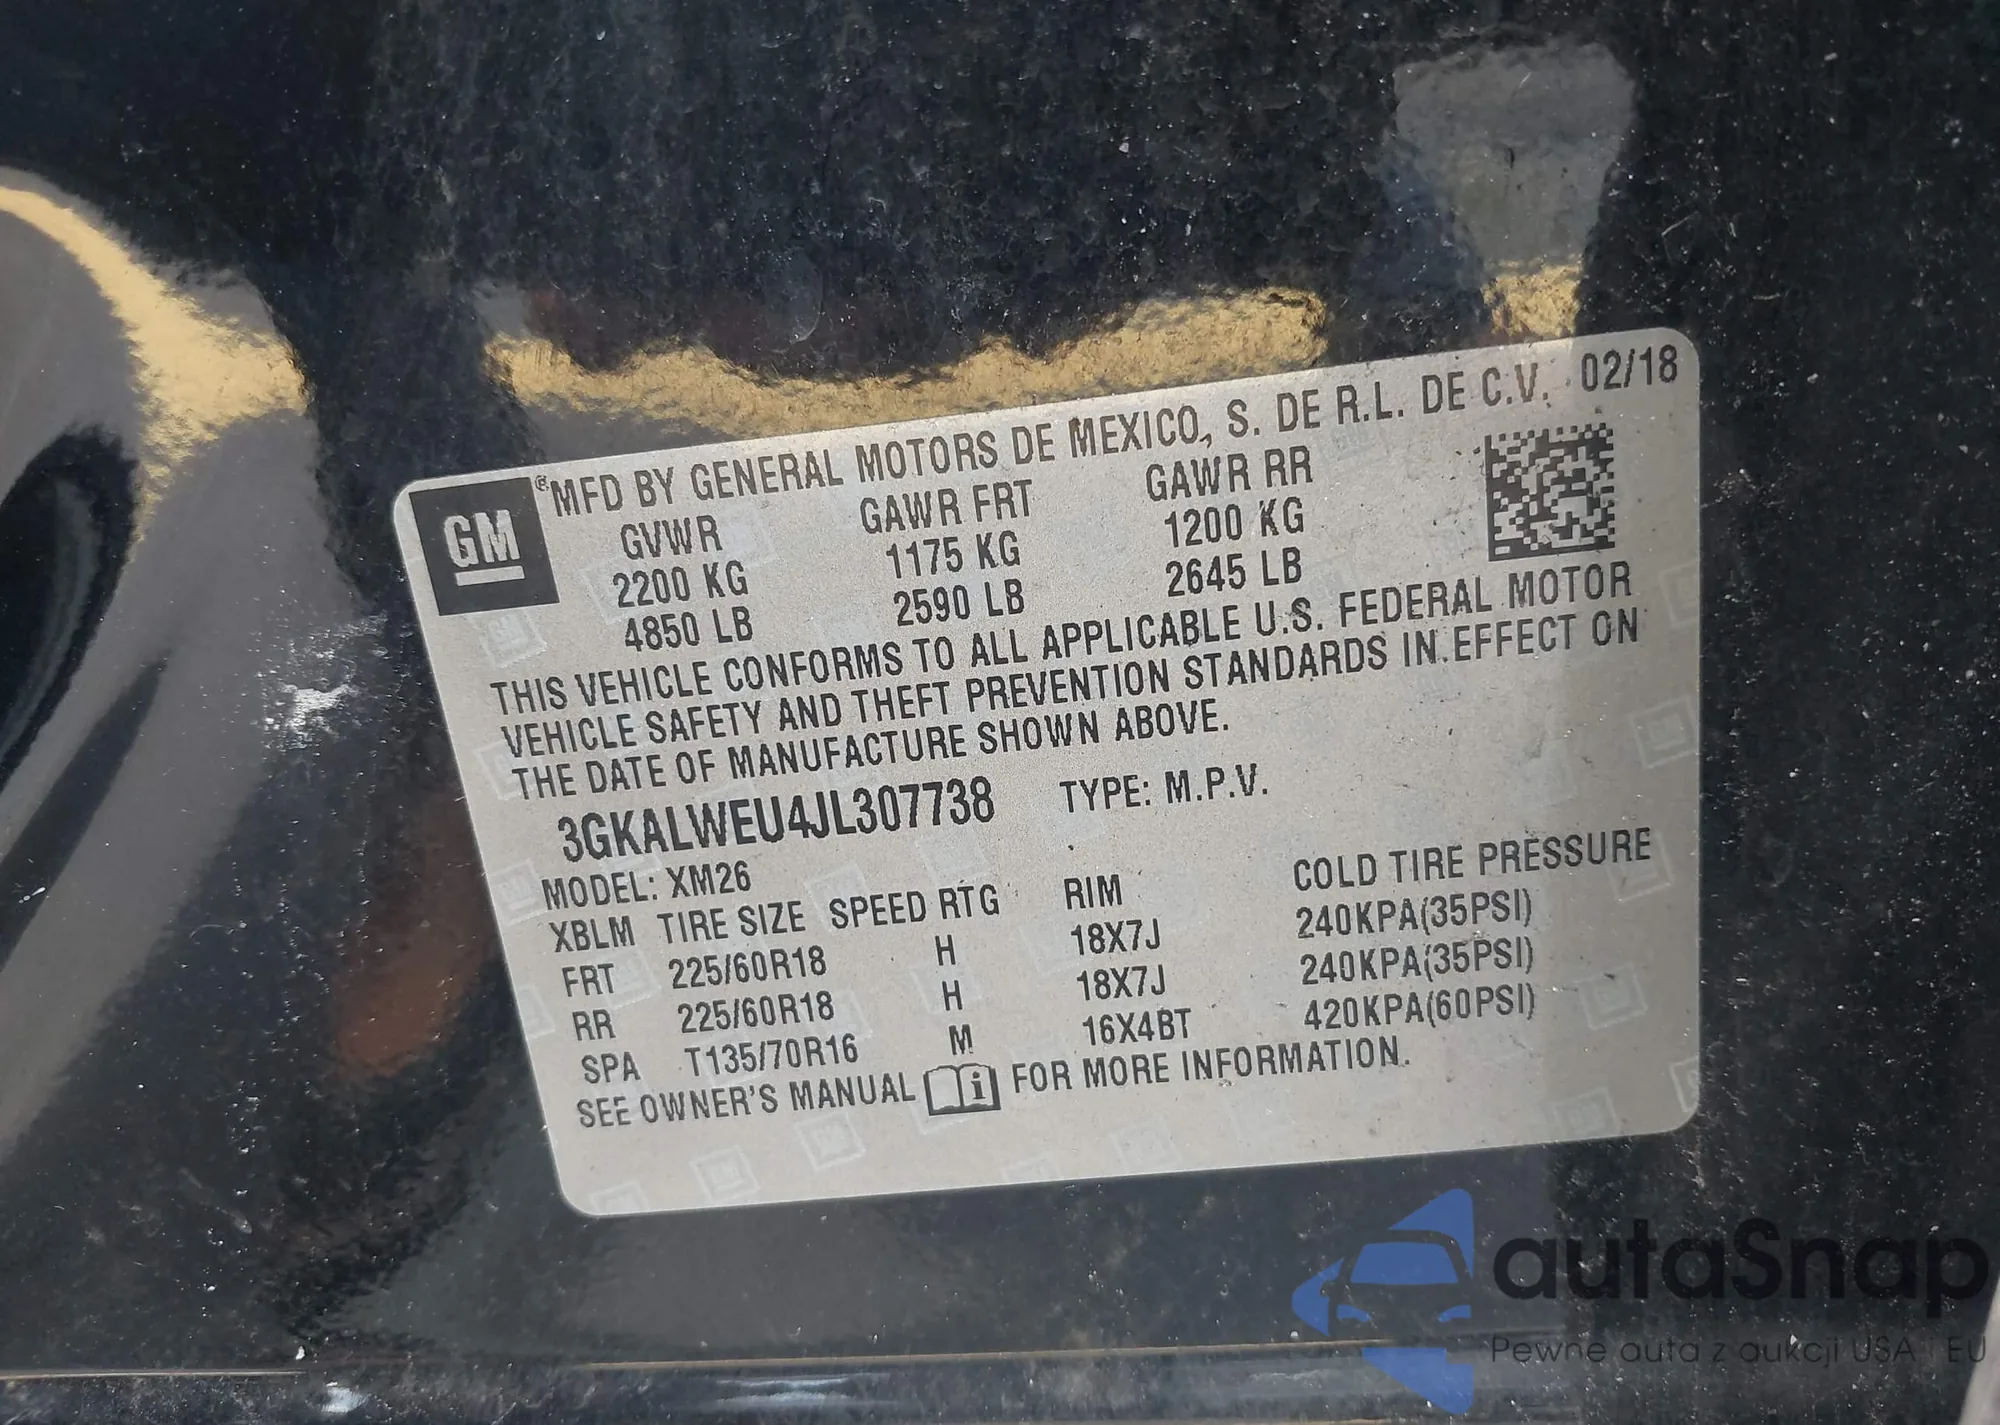 GM
®MFD BY GENERAL MOTORS DE MEXICO, S. DE R.L. DE C.V. 02/18
GVWR GAWR FRT GAWR RR
2200 KG 1175 KG 1200 KG
4850 LB 2590 LB 2645 LB
THIS VEHICLE CONFORMS TO ALL APPLICABLE U.S. FEDERAL MOTOR
VEHICLE SAFETY AND THEFT PREVENTION STANDARDS IN EFFECT ON
THE DATE OF MANUFACTURE SHOWN ABOVE.
3GKALWEU4JL307738 TYPE: M.P.V.
MODEL: XM26
XBLM TIRE SIZE SPEED RTG RIM COLD TIRE PRESSURE
FRT 225/60R18 H 18X7J 240KPA(35PSI)
RR 225/60R18 H 18X7J 240KPA(35PSI)
SPA T135/70R16 M 16X4BT 420KPA(60PSI)
SEE OWNER'S MANUAL i FOR MORE INFORMATION.
autaSnap
Pewne auta z aukcji USA i EU